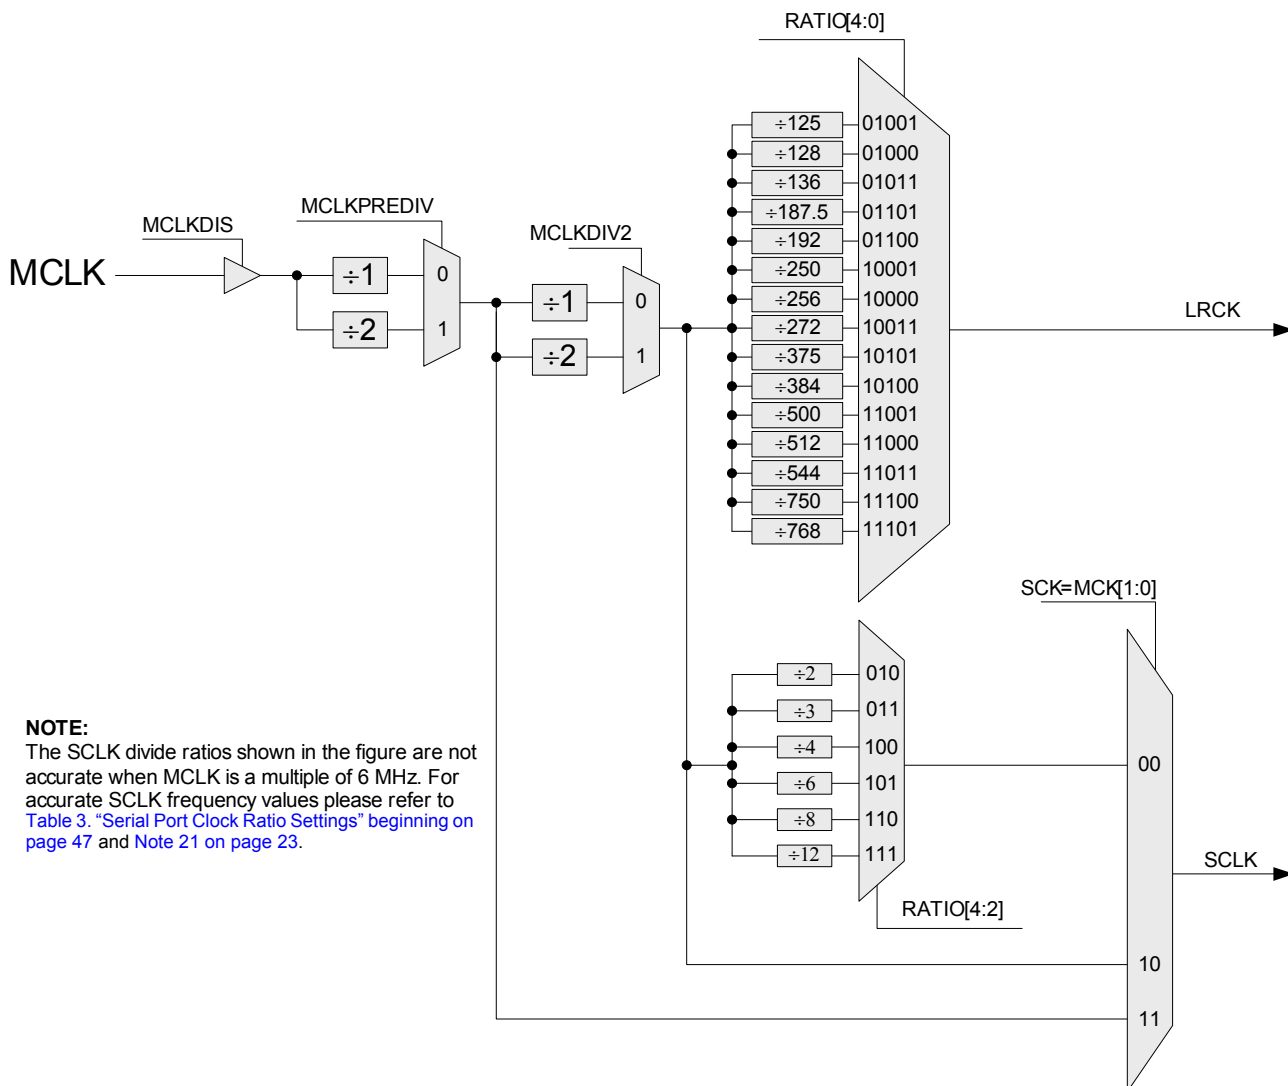 RATIO[4:0]
÷125 01001
÷128 01000
÷136 01011
÷187.5 01101
÷192 01100
÷250 10001
÷256 10000
÷272 10011
÷375 10101
÷384 10100
÷500 11001
÷512 11000
÷544 11011
÷750 11100
÷768 11101
MCLKPREDIV
MCLKDIS
MCLKDIV2
MCLK
÷1 0
÷2 1
÷1 0
÷2 1
LRCK
SCK=MCK[1:0]
÷2 010
÷3 011
÷4 100
÷6 101
÷8 110
÷12 111
RATIO[4:2]
00
10
11
SCLK
NOTE:
The SCLK divide ratios shown in the figure are not
accurate when MCLK is a multiple of 6 MHz. For
accurate SCLK frequency values please refer to
Table 3. “Serial Port Clock Ratio Settings” beginning on
page 47 and Note 21 on page 23.